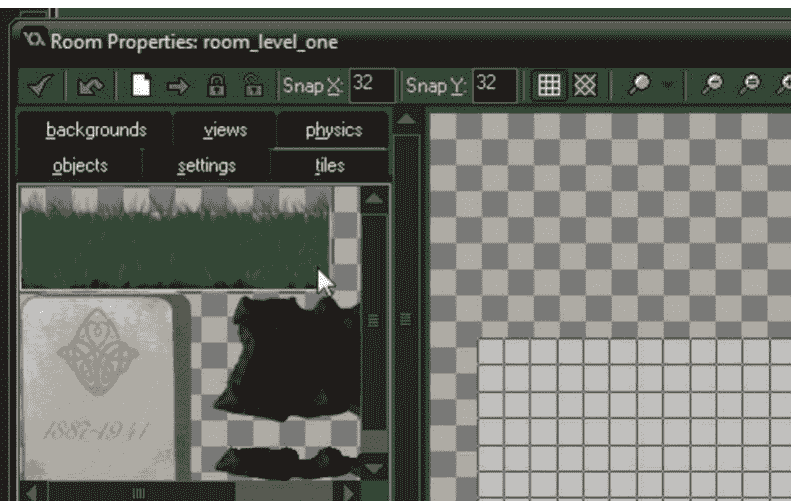 Room Properties: room_level_one
Snap X: 32 Snap Y: 32
backgrounds views physics
objects settings tiles
1887-1941